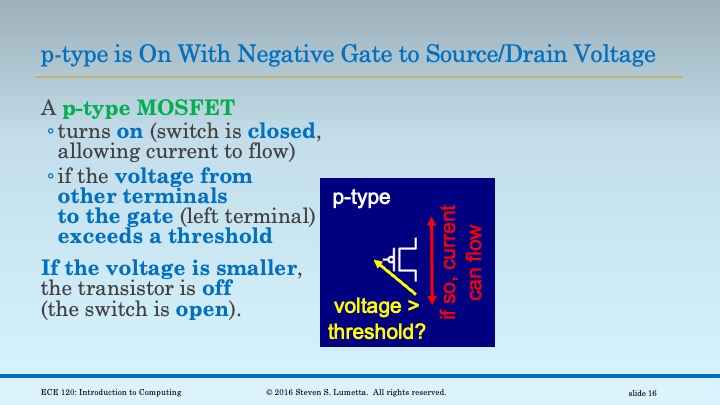 p-type is On With Negative Gate to Source/Drain Voltage
A p-type MOSFET
◦turns on (switch is closed,
allowing current to flow)
◦if the voltage from
other terminals
to the gate (left terminal)
exceeds a threshold
If the voltage is smaller,
the transistor is off
(the switch is open).
p-type
if so, current
can flow
voltage >
threshold?
ECE 120: Introduction to Computing
© 2016 Steven S. Lumetta. All rights reserved.
slide 16